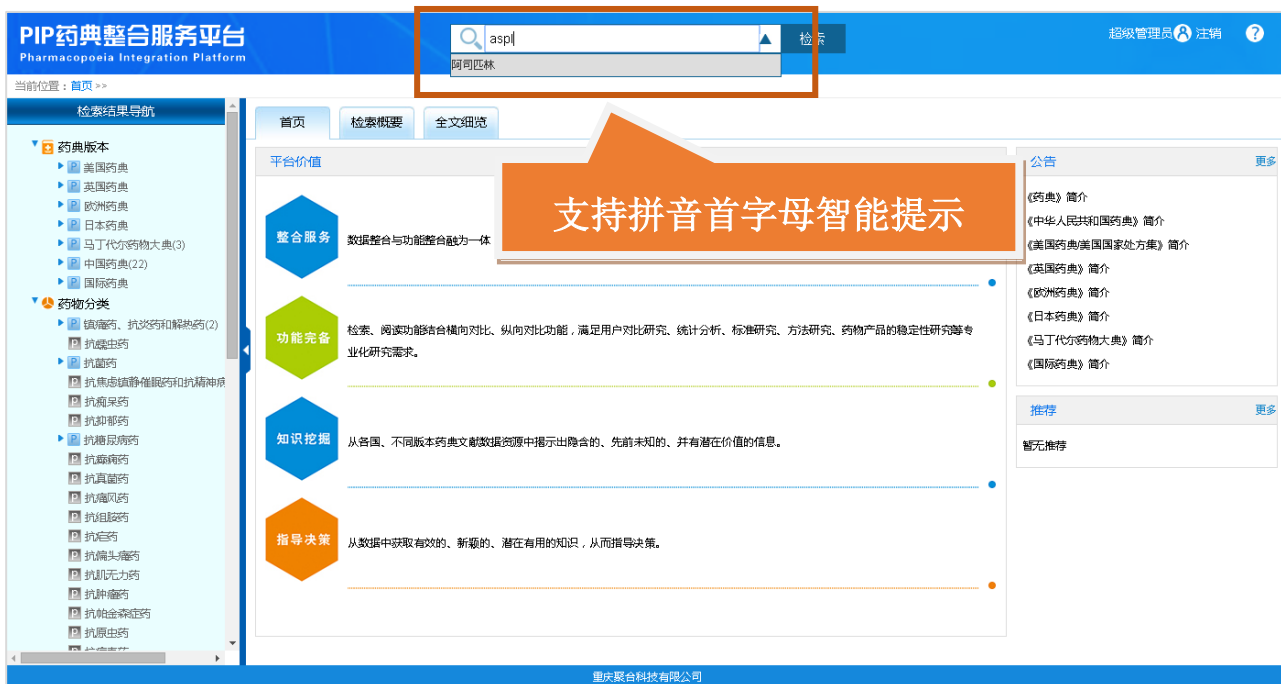 PIP药典整合服务平台
Pharmacopoeia Integration Platform
aspl
检索
阿司匹林
超级管理员 注销
?
当前位置：首页 >>
检索结果导航
药典版本
美国药典
英国药典
欧洲药典
日本药典
马丁代尔药物大典(3)
中国药典(22)
国际药典
药物分类
镇痛药、抗炎药和解热药(2)
抗蠕虫药
抗菌药
抗焦虑镇静催眠药和抗精神病
抗痴呆药
抗抑郁药
抗糖尿病药
抗癫痫药
抗真菌药
抗痛风药
抗组胺药
抗疟药
抗偏头痛药
抗肌无力药
抗肿瘤药
抗帕金森症药
抗原虫药
首页 检索概要 全文细览
平台价值
支持拼音首字母智能提示
整合服务
数据整合与功能整合融为一体
功能完备
检索、阅读功能结合横向对比、纵向对比功能，满足用户对比研究、统计分析、标准研究、方法研究、药物产品的稳定性研究等专
业化研究需求。
知识挖掘
从各国、不同版本药典文献数据资源中揭示出隐含的、先前未知的、并有潜在价值的信息。
指导决策
从数据中获取有效的、新颖的、潜在有用的知识，从而指导决策。
公告 更多
《药典》简介
《中华人民共和国药典》简介
《美国药典/美国国家处方集》简介
《英国药典》简介
《欧洲药典》简介
《日本药典》简介
《马丁代尔药物大典》简介
《国际药典》简介
推荐 更多
暂无推荐
重庆聚合科技有限公司